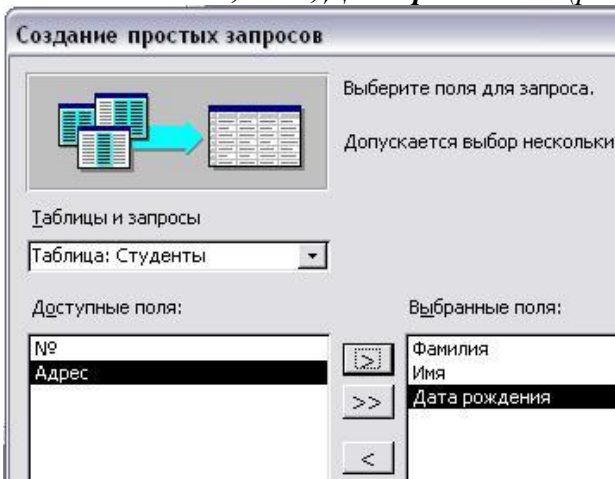 Создание простых запросов
Выберите поля для запроса.
Допускается выбор нескольки
Таблицы и запросы
Таблица: Студенты
Доступные поля:
Выбранные поля:
№
Адрес
>
>>
<
Фамилия
Имя
Дата рождения